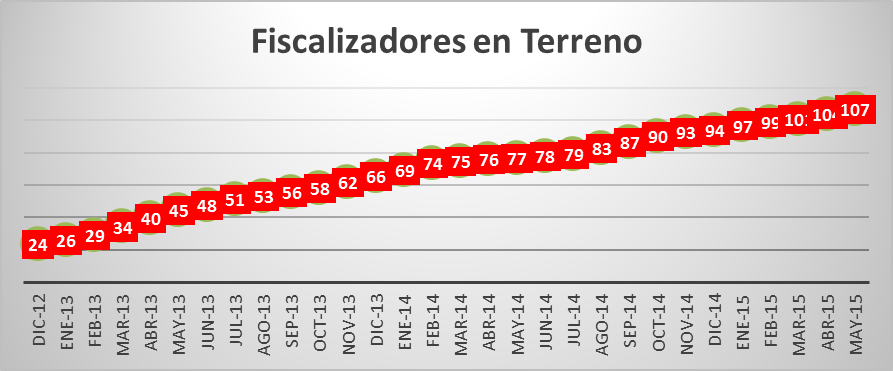 Fiscalizadores en Terreno
24 26 29 34 40 45 48 51 53 56 58 62 66 69 74 75 76 77 78 79 83 87 90 93 94 97 99 101 104 107
DIC-12 ENE-13 FEB-13 MAR-13 ABR-13 MAY-13 JUN-13 JUL-13 AGO-13 SEP-13 OCT-13 NOV-13 DIC-13 ENE-14 FEB-14 MAR-14 ABR-14 MAY-14 JUN-14 JUL-14 AGO-14 SEP-14 OCT-14 NOV-14 DIC-14 ENE-15 FEB-15 MAR-15 ABR-15 MAY-15